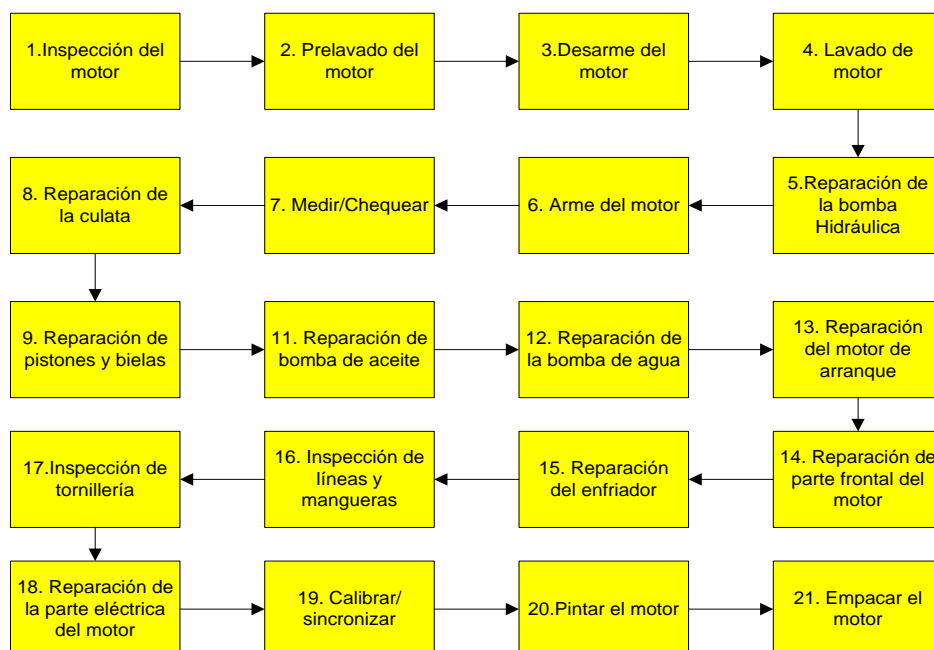 1.Inspección del
motor
2. Prelavado del
motor
3.Desarme del
motor
4. Lavado de
motor
8. Reparación de
la culata
7. Medir/Chequear
6. Arme del motor
5.Reparación de
la bomba
Hidráulica
9. Reparación de
pistones y bielas
11. Reparación de
bomba de aceite
12. Reparación de
la bomba de agua
13. Reparación
del motor de
arranque
17.Inspección de
tornillería
16. Inspección de
líneas y
mangueras
15. Reparación
del enfriador
14. Reparación de
parte frontal del
motor
18. Reparación de
la parte eléctrica
del motor
19. Calibrar/
sincronizar
20.Pintar el motor
21. Empacar el
motor